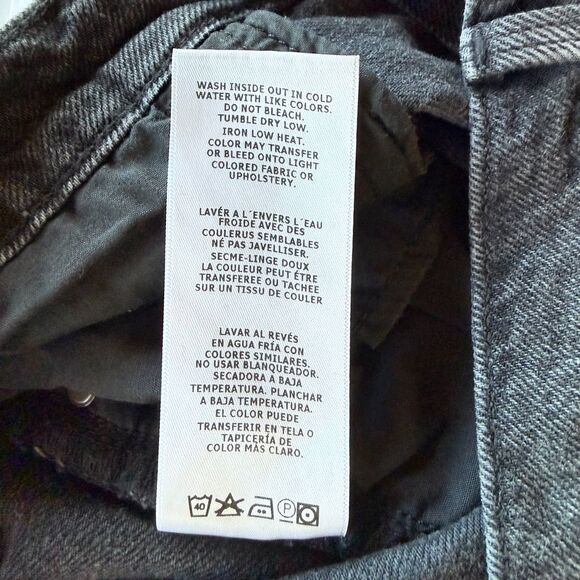 WASH INSIDE OUT IN COLD
WATER WITH LIKE COLORS.
DO NOT BLEACH.
TUMBLE DRY LOW.
IRON LOW HEAT.
COLOR MAY TRANSFER
OR BLEED ONTO LIGHT
COLORED FABRIC OR
UPHOLSTERY.
LAVÉR A L´ENVERS L´EAU
FROIDE AVEC DES
COULERUS SEMBLABLES
NÉ PAS JAVELLISER.
SECME-LINGE DOUX
LA COULEUR PEUT ÉTRE
TRANSFEREE OU TACHEE
SUR UN TISSU DE COULER
LAVAR AL REVÉS
EN AGUA FRÍA CON
COLORES SIMILARES.
NO USAR BLANQUEADOR.
SECADORA A BAJA
TEMPERATURA. PLANCHAR
A BAJA TEMPERATURA.
EL COLOR PUEDE
TRANSFERIR EN TELA O
TAPICERÍA DE
COLOR MÀS CLARO.
40 P